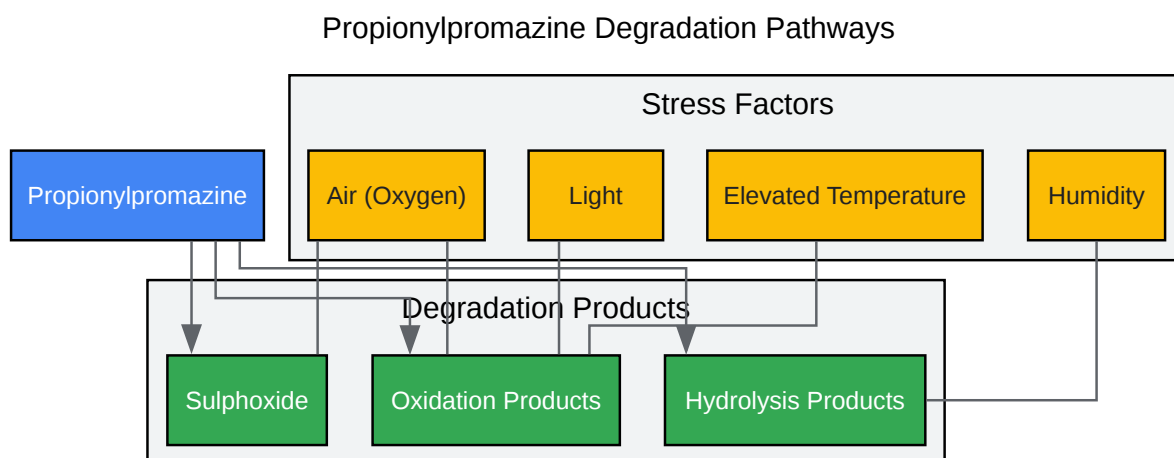 Propionylpromazine Degradation Pathways
Stress Factors
Propionylpromazine
Air (Oxygen)
Light
Elevated Temperature
Humidity
Degradation Products
Sulphoxide
Oxidation Products
Hydrolysis Products